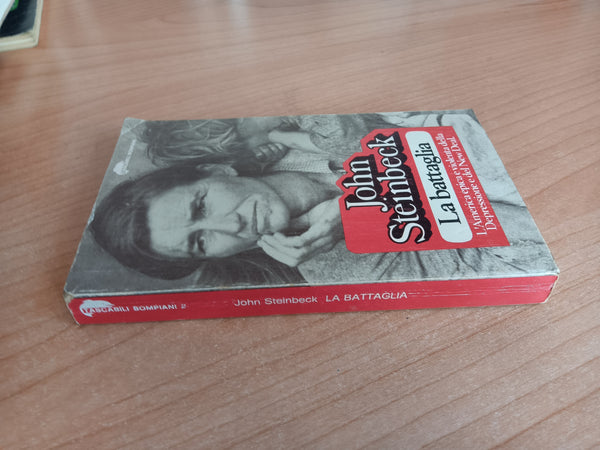 John
Steinbeck
La battaglia
L'America epica e violenta della
Depressione e del New Deal
TASCABILI BOMPIANI 2
John Steinbeck LA BATTAGLIA